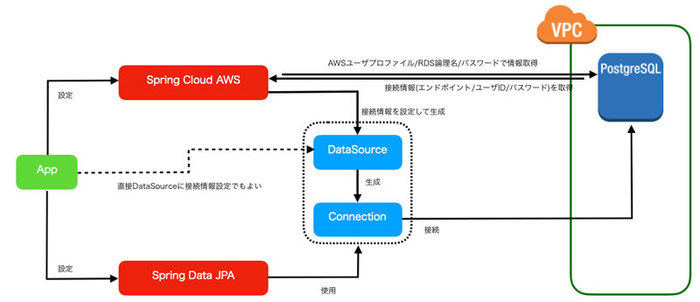 VPC
AWSユーザプロファイル/RDS論理名/パスワードで情報取得
Spring Cloud AWS
PostgreSQL
接続情報(エンドポイント/ユーザID/パスワード)を取得
設定
接続情報を設定して生成
DataSource
App
直接DataSourceに接続情報設定でもよい
生成
Connection
接続
設定
Spring Data JPA
使用